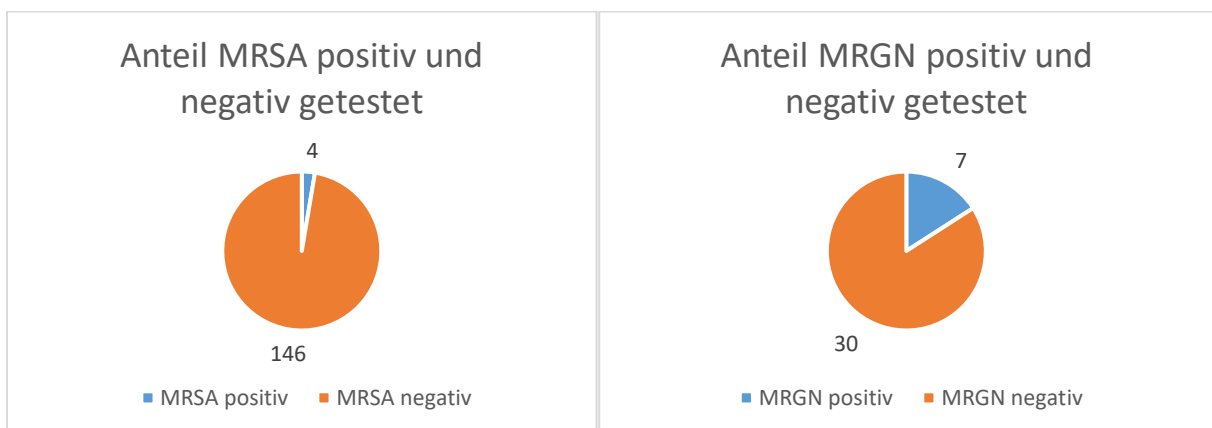 Anteil MRSA positiv und
negativ getestet
4
146
MRSA positiv MRSA negativ
Anteil MRGN positiv und
negativ getestet
7
30
MRGN positiv MRGN negativ